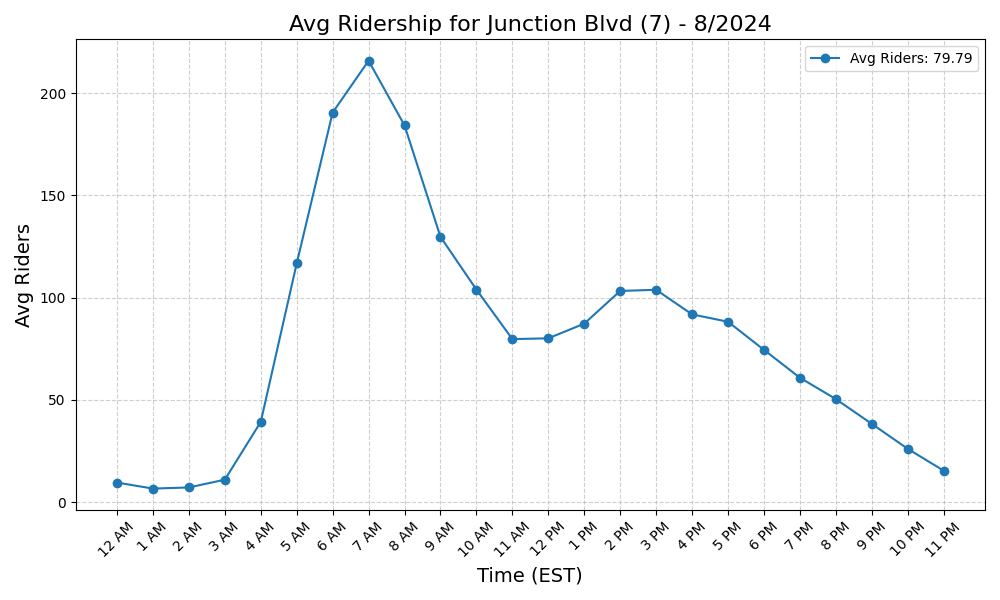 Avg Ridership for Junction Blvd (7) - 8/2024
Avg Riders: 79.79
Avg Riders
200
150
100
50
0
12 AM
1 AM
2 AM
3 AM
4 AM
5 AM
6 AM
7 AM
8 AM
9 AM
10 AM
11 AM
12 PM
1 PM
2 PM
3 PM
4 PM
5 PM
6 PM
7 PM
8 PM
9 PM
10 PM
11 PM
Time (EST)